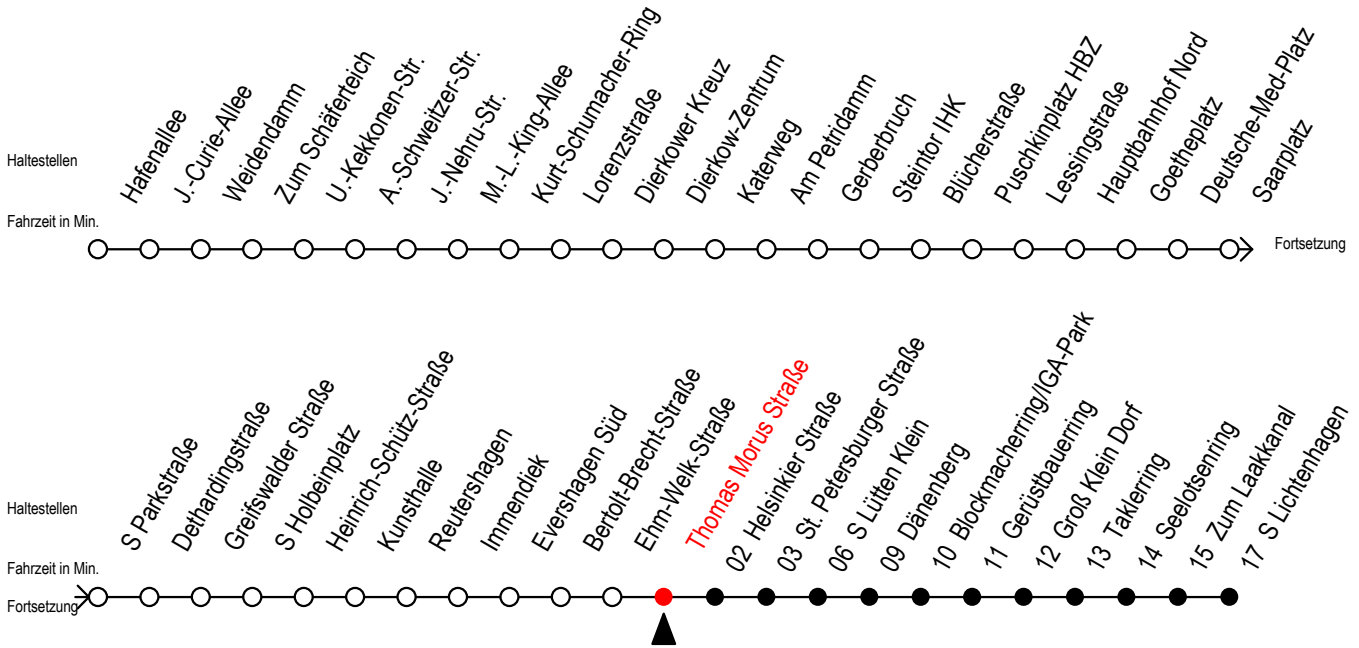 Haltestellen
Hafenallee
J.-Curie-Allee
Weidendamm
Zum Schäferteich
U.-Kekkonen-Str.
A.-Schweitzer-Str.
J.-Nehru-Str.
M.-L.-King-Allee
Kurt-Schumacher-Ring
Lorenzstraße
Dierkower Kreuz
Dierkow-Zentrum
Katerweg
Am Petridamm
Gerberbruch
Steintor IHK
Blücherstraße
Puschkinplatz HBZ
Lessingstraße
Hauptbahnhof Nord
Goetheplatz
Deutsche-Med-Platz
Saarplatz
Fahrzeit in Min.
Fortsetzung
Haltestellen
S Parkstraße
Dethardingstraße
Greifswalder Straße
S Holbeinplatz
Heinrich-Schütz-Straße
Kunsthalle
Reutershagen
Immendiek
Evershagen Süd
Bertolt-Brecht-Straße
Ehm-Welk-Straße
Thomas Morus Straße
02 Helsinkier Straße
03 St. Petersburger Straße
06 S Lütten Klein
09 Dänenberg
10 Blockmacherring/IGA-Park
11 Gerüstbauerring
12 Groß Klein Dorf
13 Taklerring
14 Seelotsenring
15 Zum Laakkanal
17 S Lichtenhagen
Fahrzeit in Min.
Fortsetzung